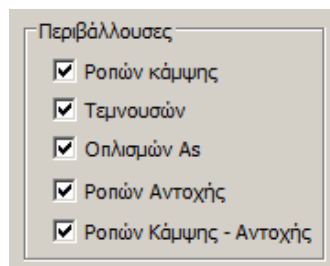 Περιβάλλουσες
Ροπών κάμψης
Τεμνουσών
Οπλισμών As
Ροπών Αντοχής
Ροπών Κάμψης - Αντοχής